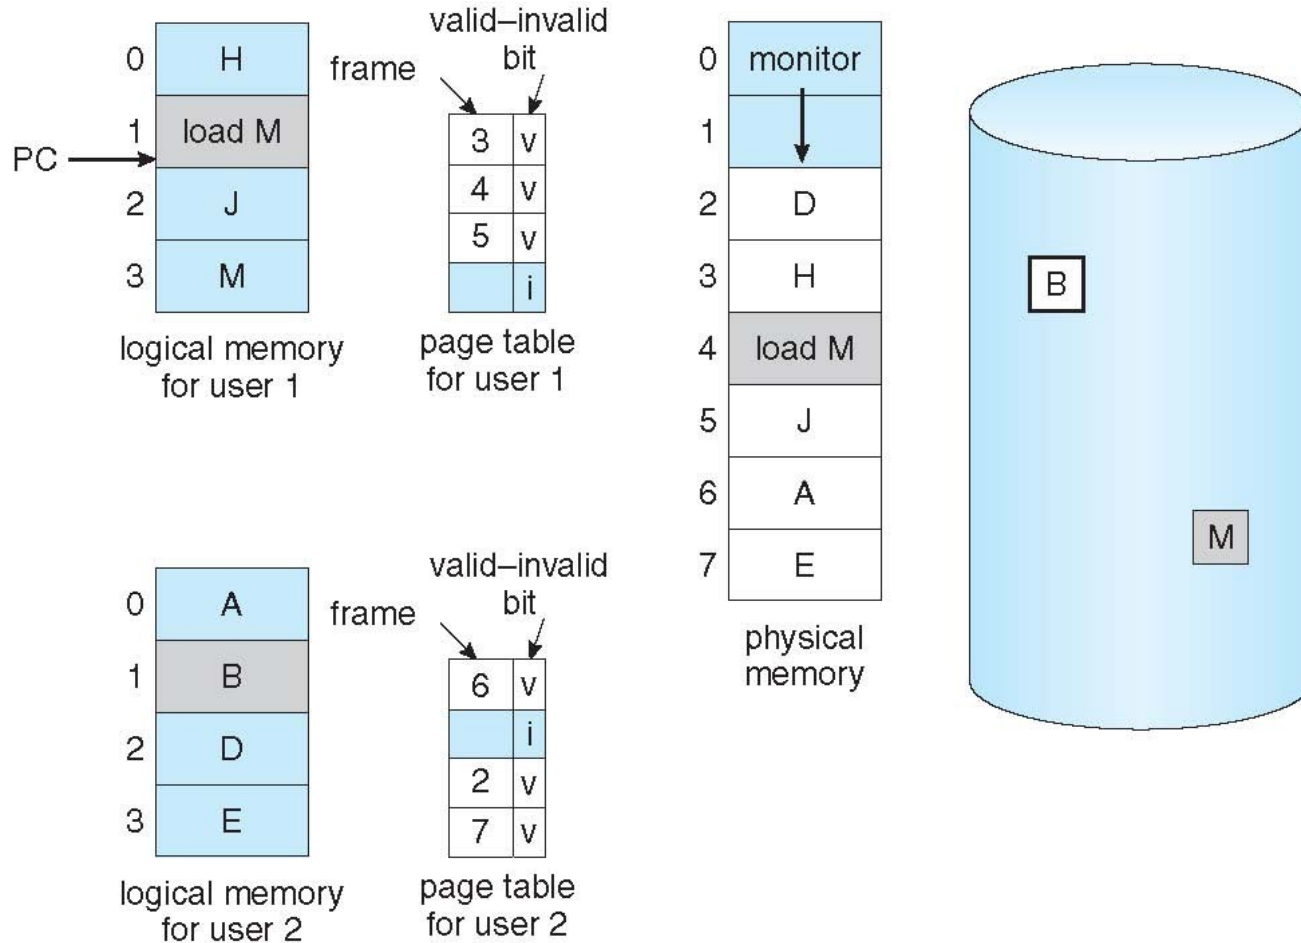 0
H
1
load M
PC
2
J
3
M
logical memory
for user 1
valid–invalid
bit
frame
3 v
4 v
5 v
i
page table
for user 1
0
monitor
1
2
D
3
H
4
load M
5
J
6
A
7
E
physical
memory
B
M
0
A
1
B
2
D
3
E
logical memory
for user 2
valid–invalid
bit
frame
6 v
i
2 v
7 v
page table
for user 2